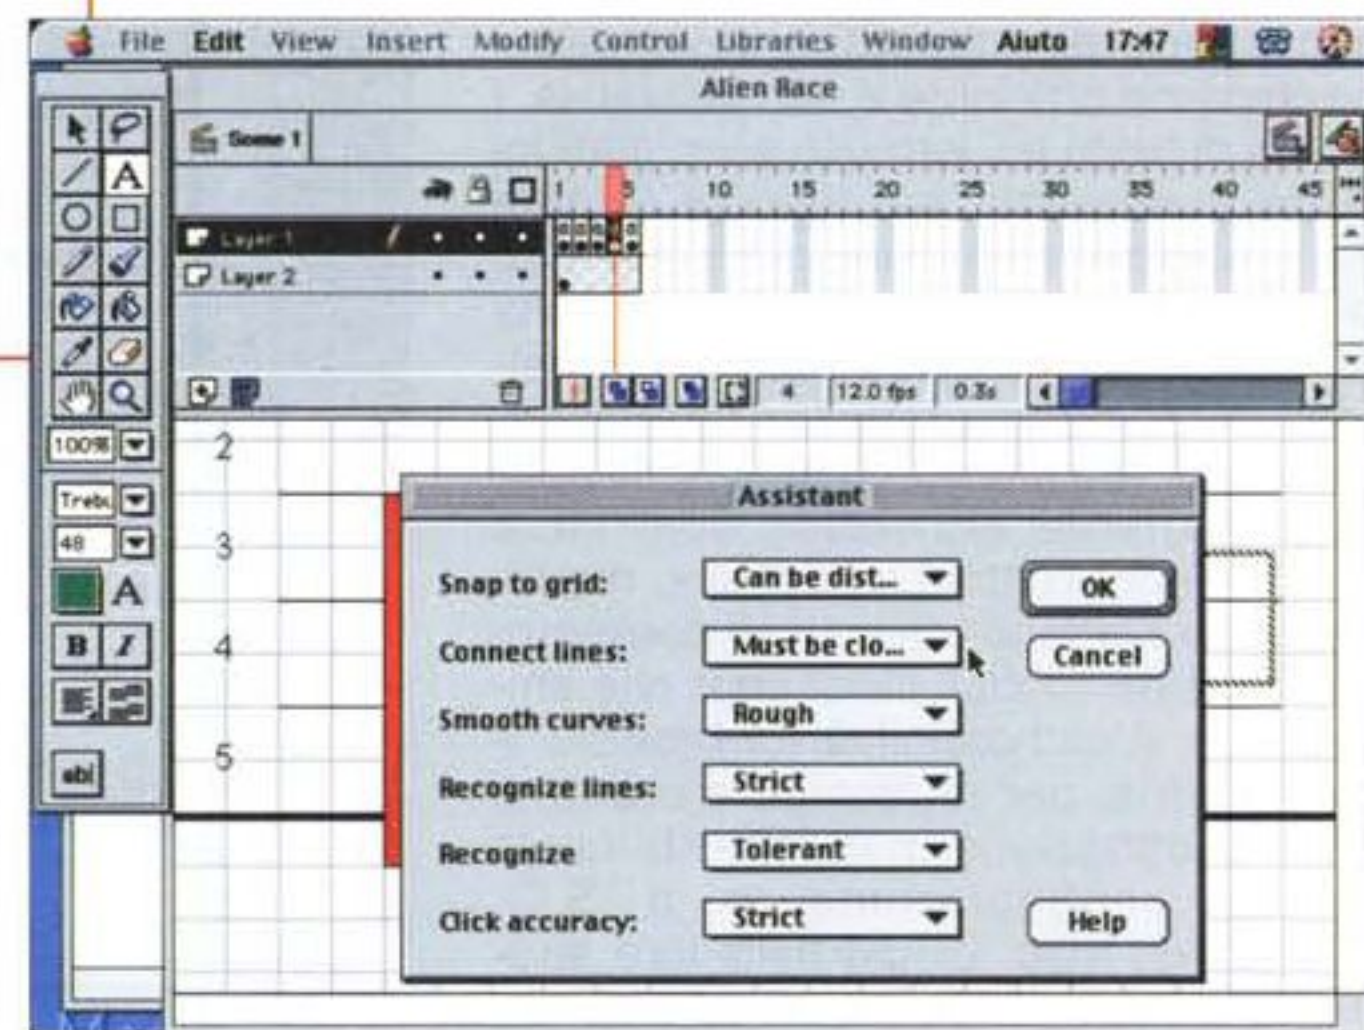 File Edit View Insert Modify Control Libraries Window Aiuto 17:47
Alien Race
Scene 1
1 5 10 15 20 25 30 35 40 45
Layer 1
Layer 2
4 12.0 fps 0.3s
100%
Trebu
48
A
B I
abl
2
3
4
5
Assistant
Snap to grid: Can be dist... OK
Connect lines: Must be clo... Cancel
Smooth curves: Rough
Recognize lines: Strict
Recognize Tolerant
Click accuracy: Strict Help